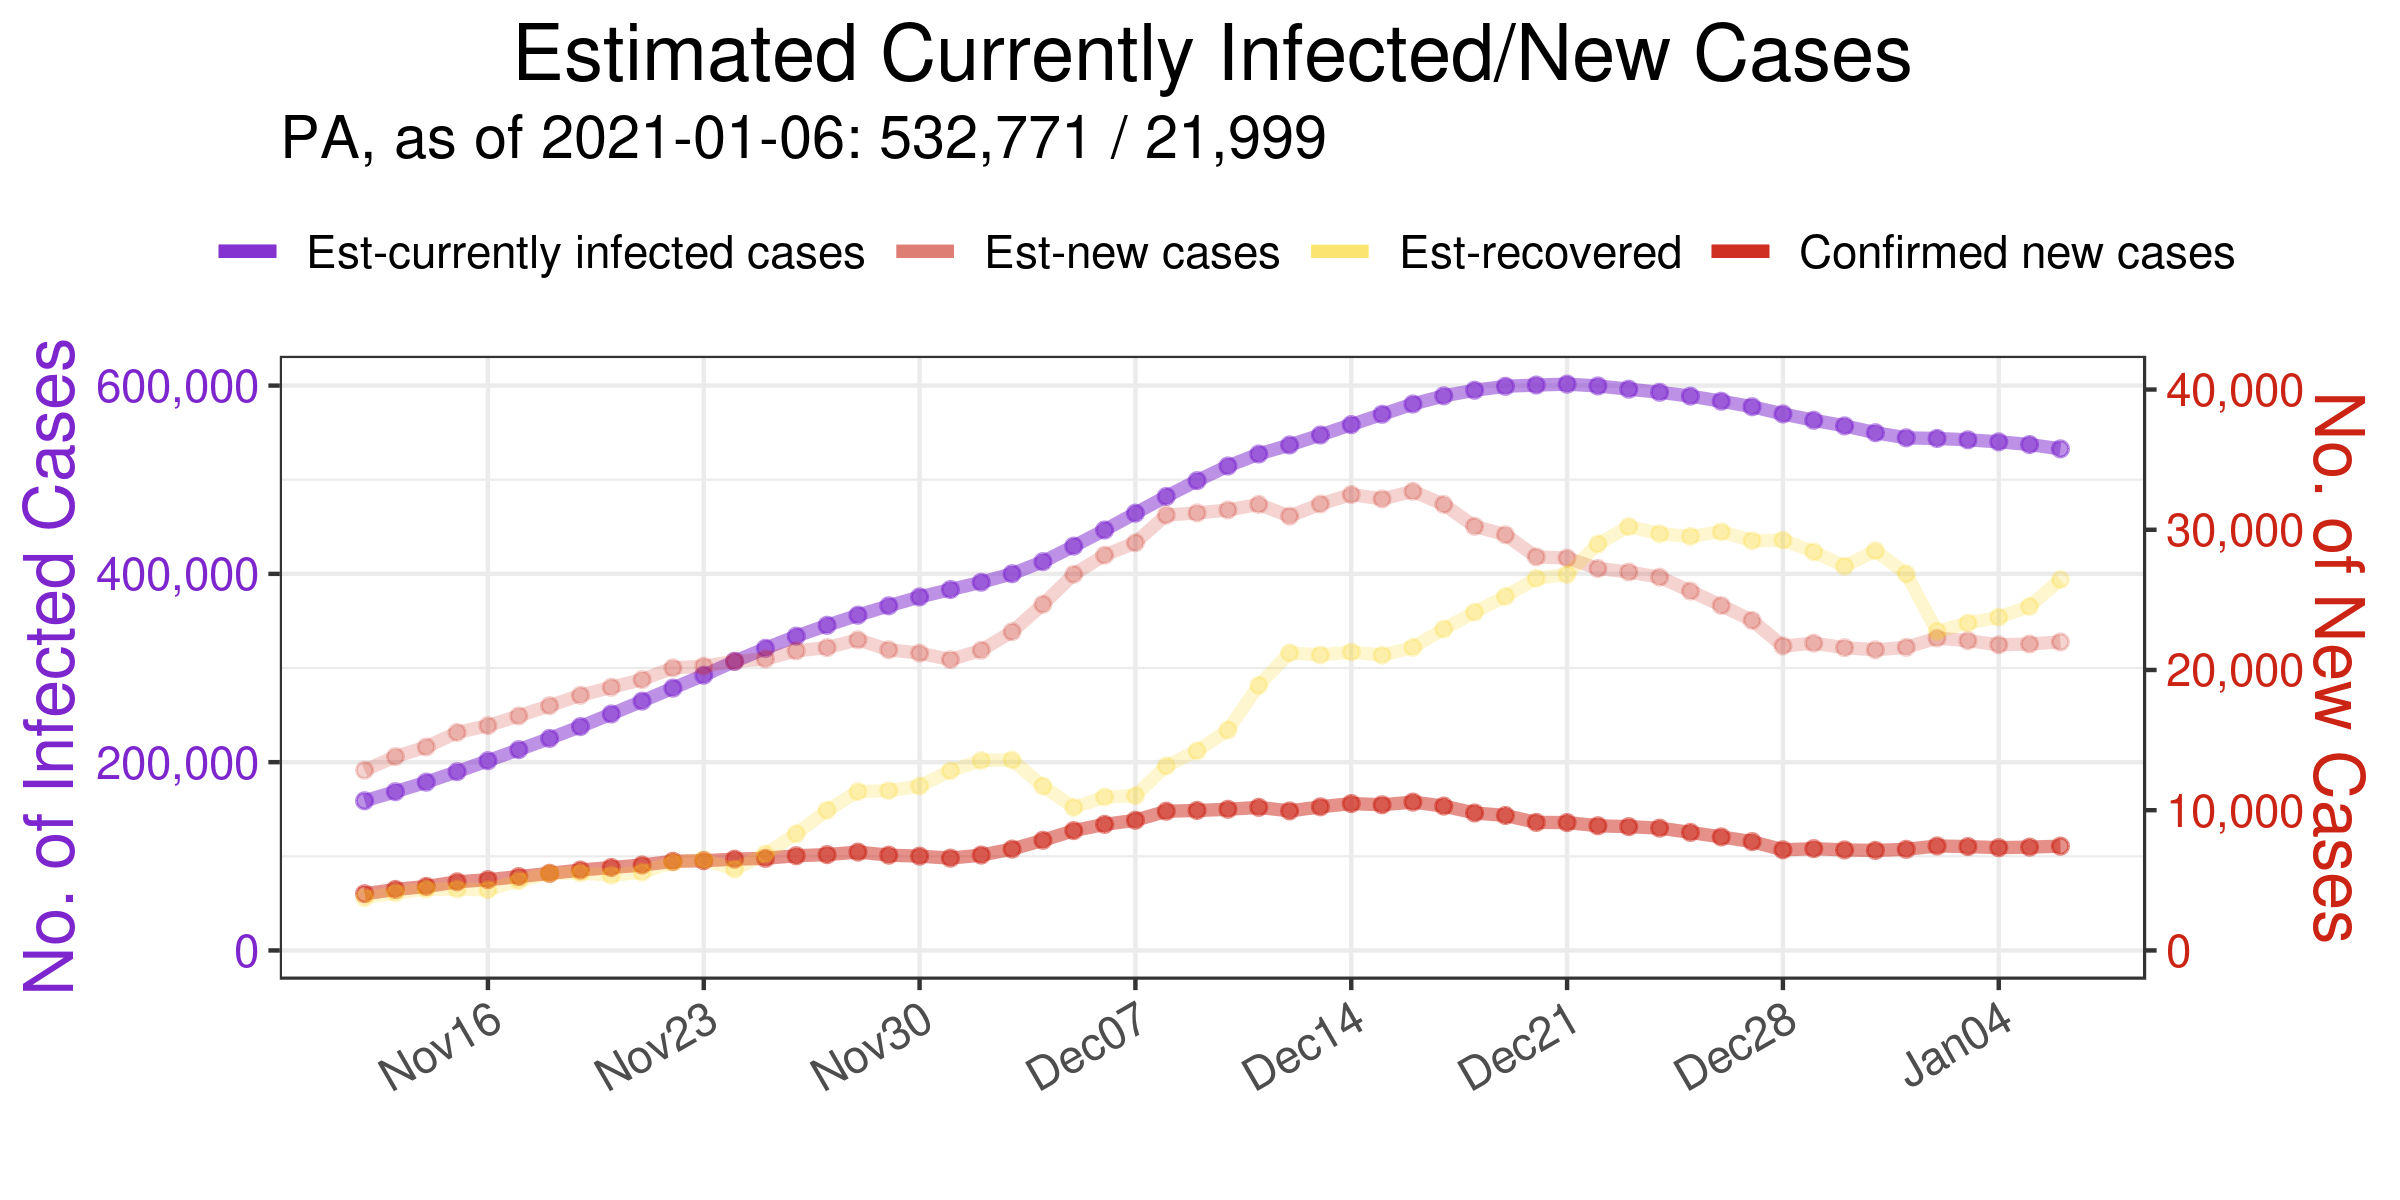 Estimated Currently Infected/New Cases
PA, as of 2021-01-06: 532,771 / 21,999
Est-currently infected cases Est-new cases Est-recovered Confirmed new cases
No. of Infected Cases
600,000
400,000
200,000
0
40,000
30,000
20,000
10,000
0
No. of New Cases
Nov16 Nov23 Nov30 Dec07 Dec14 Dec21 Dec28 Jan04